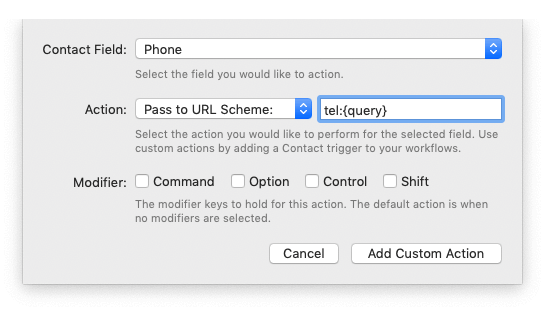 Contact Field: Phone
Select the field you would like to action.
Action: Pass to URL Scheme: tel:{query}
Select the action you would like to perform for the selected field. Use
custom actions by adding a Contact trigger to your workflows.
Modifier: Command Option Control Shift
The modifier keys to hold for this action. The default action is when
no modifiers are selected.
Cancel Add Custom Action